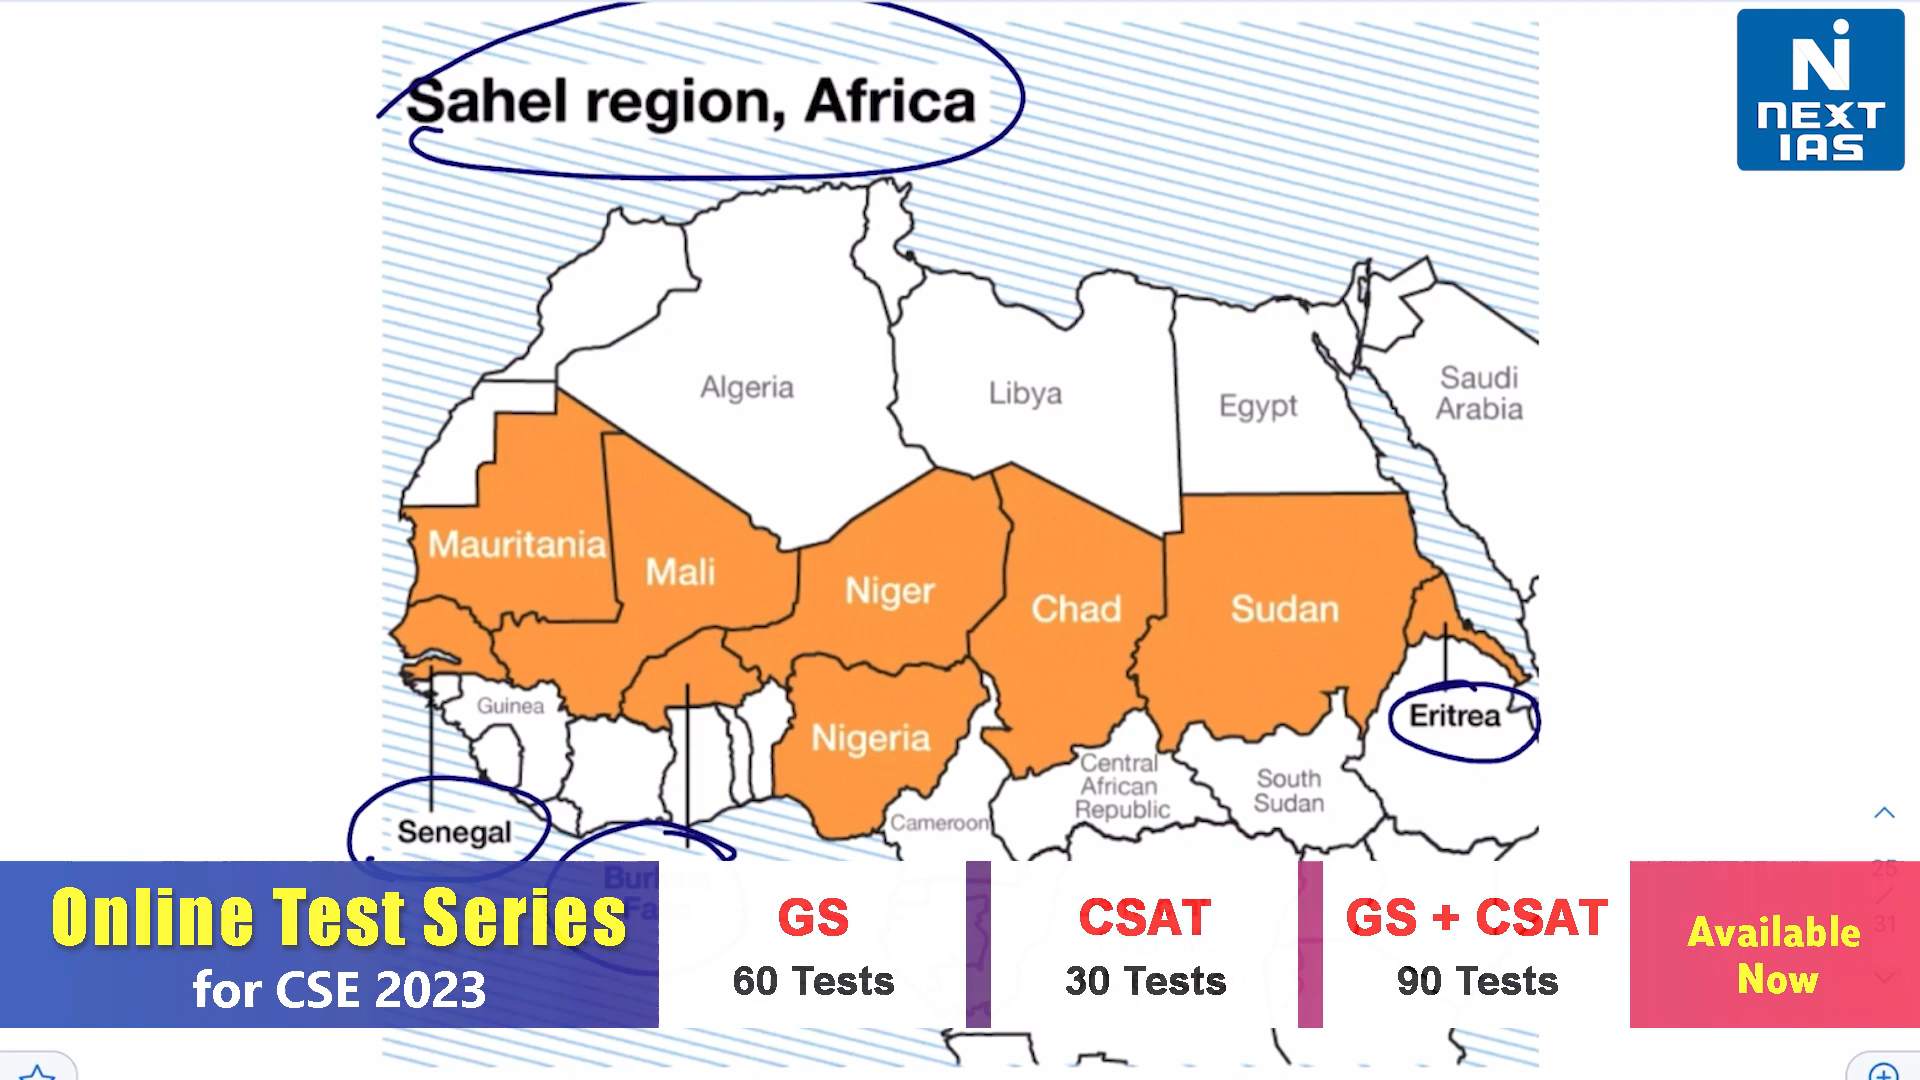 Sahel region, Africa
NEXT
IAS
Algeria
Libya
Egypt
Saudi
Arabia
Mauritania
Mali
Niger
Chad
Sudan
Guinea
Nigeria
Eritrea
Central
African
Republic
South
Sudan
Cameroon
Senegal
Online Test Series
for CSE 2023
GS
60 Tests
CSAT
30 Tests
GS + CSAT
90 Tests
Available
Now
25
/
31